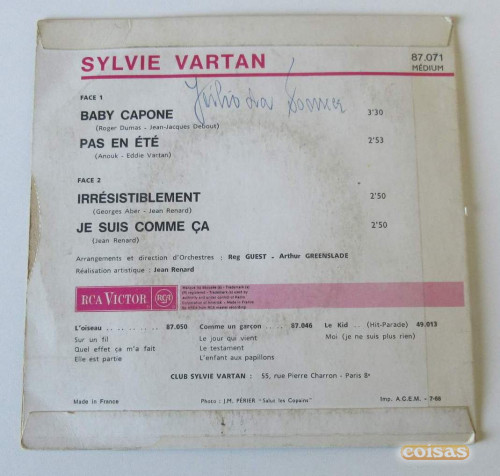 SYLVIE VARTAN
87.071
MÉDIUM
FACE 1
BABY CAPONE 3'30
(Roger Dumas - Jean-Jacques Debout)
PAS EN ÉTÉ 2'53
(Anouk - Eddie Vartan)
FACE 2
IRRÉSISTIBLEMENT 2'50
(Georges Aber - Jean Renard)
JE SUIS COMME ÇA 2'50
(Jean Renard)
Arrangements et direction d'Orchestres : Reg GUEST - Arthur GREENSLADE
Réalisation artistique : Jean Renard
RCA VICTOR RCA
L'oiseau . . . . . . . . 87.050
Sur un fil
Quel effet ça m'a fait
Elle est partie
Comme un garçon . . . 87.046
Le jour qui vient
Le testament
L'enfant aux papillons
Le Kid . . (Hit-Parade) 49.013
Moi (je ne suis plus rien)
CLUB SYLVIE VARTAN : 55, rue Pierre Charron - Paris 8e
Made in France
Photo : J.M. PÉRIER "Salut les Copains"
Imp. A.G.E.M. - 7-68
coisas